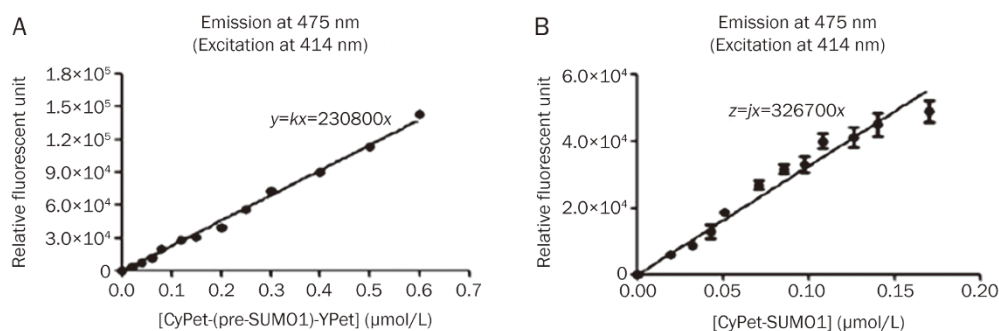 A
Emission at 475 nm
(Excitation at 414 nm)
Relative fluorescent unit
1.8×10⁵
1.5×10⁵
1.2×10⁵
9.0×10⁴
6.0×10⁴
3.0×10⁴
0
y=kx=230800x
0.0 0.1 0.2 0.3 0.4 0.5 0.6 0.7
[CyPet-(pre-SUMO1)-YPet] (μmol/L)
B
Emission at 475 nm
(Excitation at 414 nm)
Relative fluorescent unit
6.0×10⁴
4.0×10⁴
2.0×10⁴
0
z=jx=326700x
0.00 0.05 0.10 0.15 0.20
[CyPet-SUMO1] (μmol/L)